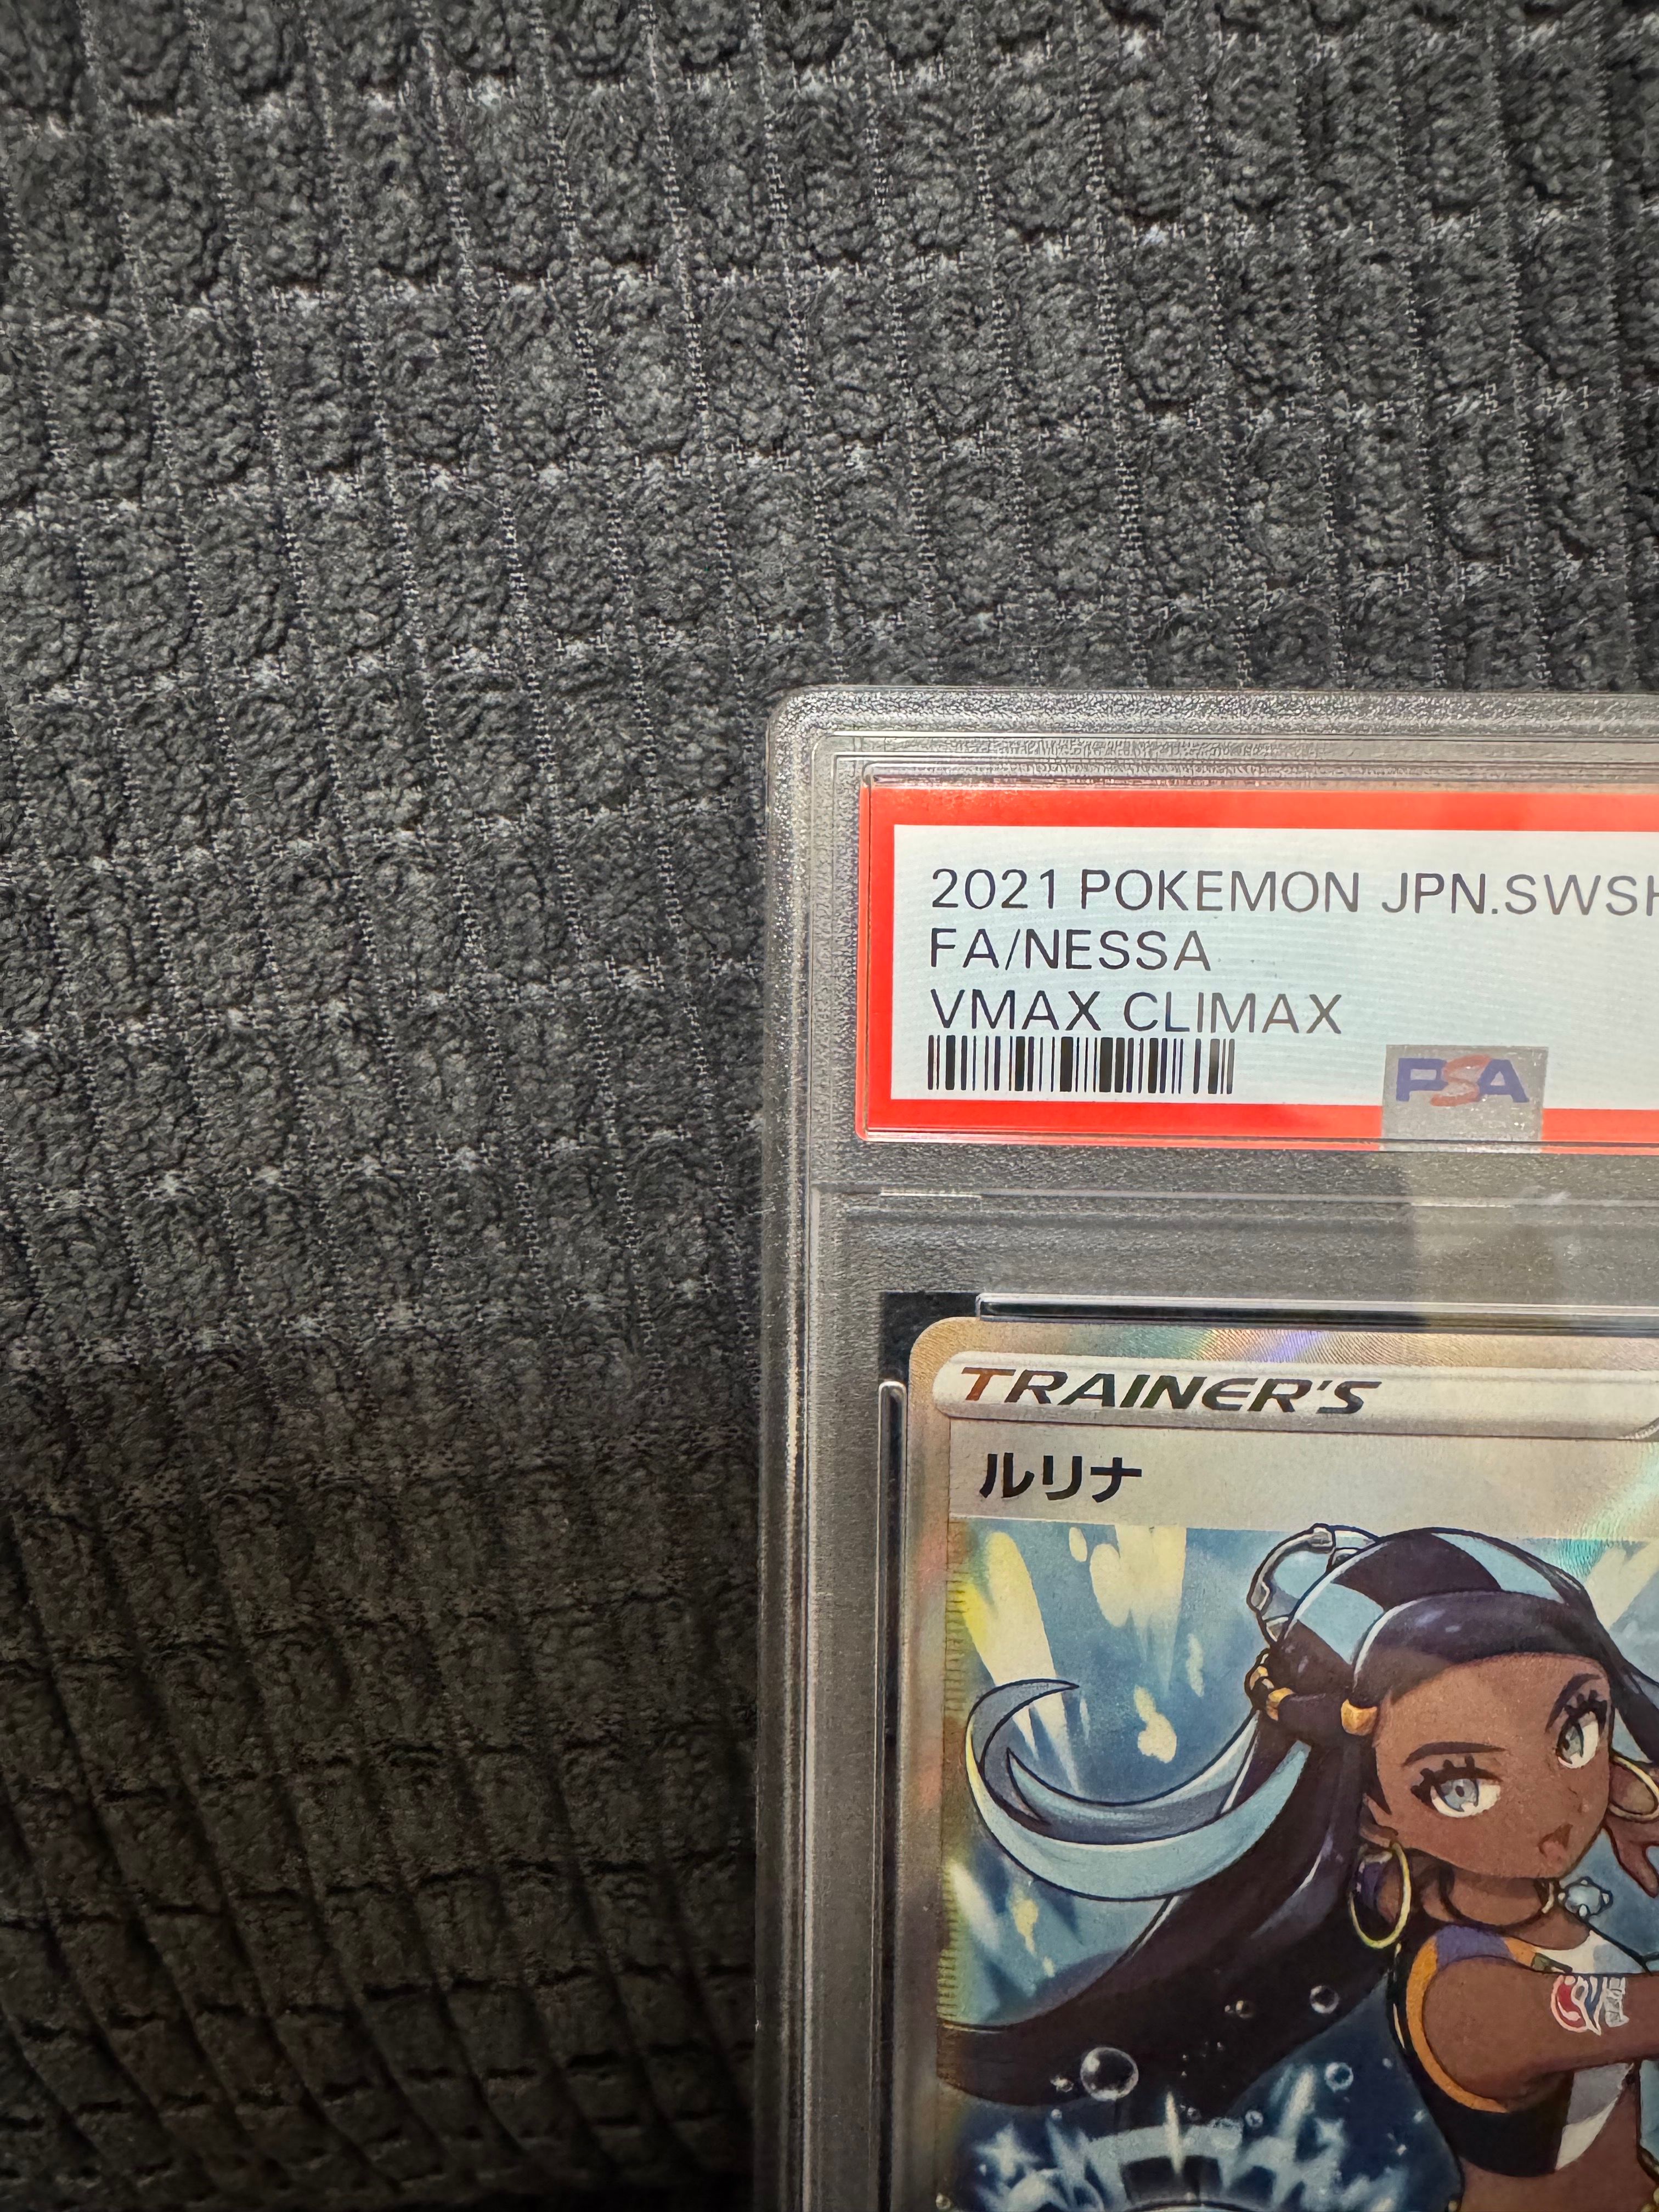 2021 POKEMON JPN.SWSH
FA/NESSA
VMAX CLIMAX
PSA
TRAINER'S
ルリナ